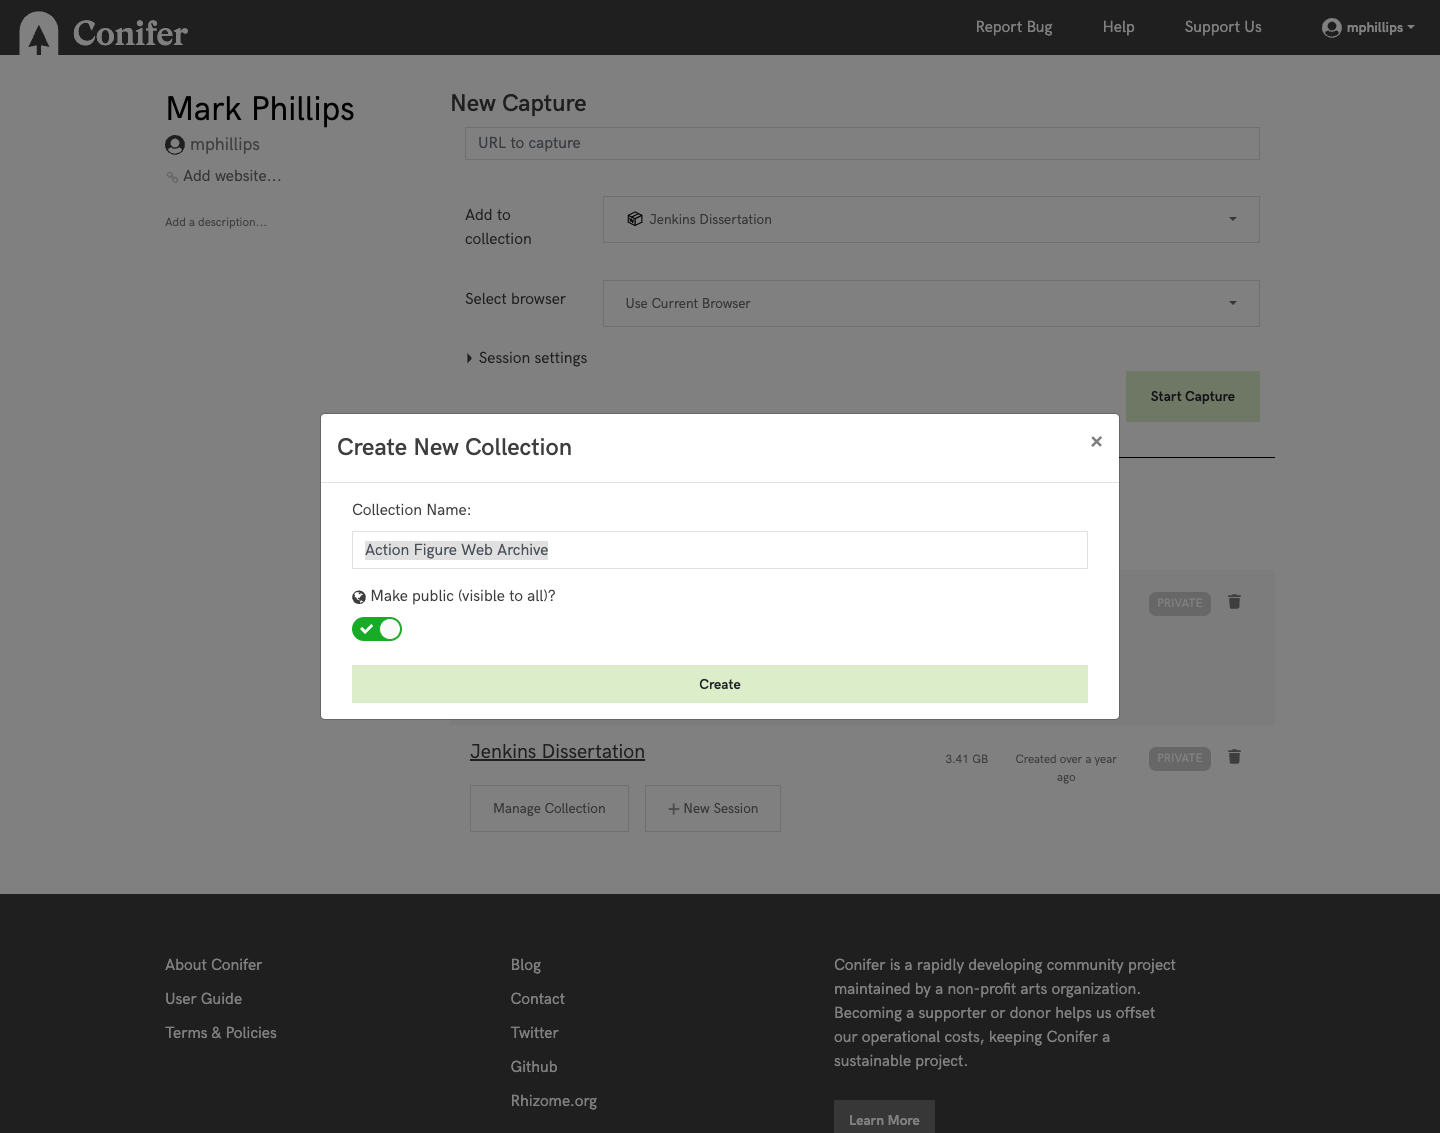 Conifer
Report Bug
Help
Support Us
mphillips
Mark Phillips
mphillips
Add website...
Add a description...
New Capture
URL to capture
Add to
collection
Jenkins Dissertation
Select browser
Use Current Browser
Session settings
Start Capture
Create New Collection
×
Collection Name:
Action Figure Web Archive
Make public (visible to all)?
Create
PRIVATE
Jenkins Dissertation
3.41 GB
Created over a year
ago
PRIVATE
Manage Collection
New Session
About Conifer
User Guide
Terms & Policies
Blog
Contact
Twitter
Github
Rhizome.org
Conifer is a rapidly developing community project
maintained by a non-profit arts organization.
Becoming a supporter or donor helps us offset
our operational costs, keeping Conifer a
sustainable project.
Learn More